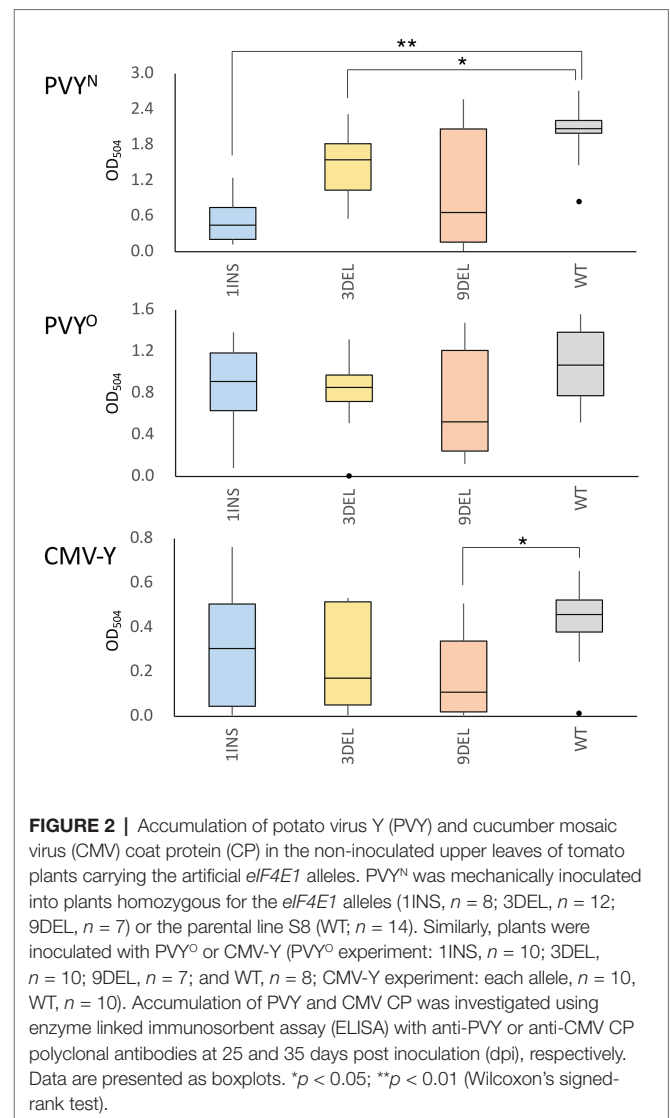 **
*
PVYᴺ
3.0
2.4
1.8
1.2
0.6
0.0
OD₅₀₄
1INS
3DEL
9DEL
WT
PVYᴼ
1.6
1.2
0.8
0.4
0.0
OD₅₀₄
1INS
3DEL
9DEL
WT
CMV-Y
*
0.8
0.6
0.4
0.2
0.0
OD₅₀₄
1INS
3DEL
9DEL
WT
FIGURE 2 | Accumulation of potato virus Y (PVY) and cucumber mosaic
virus (CMV) coat protein (CP) in the non-inoculated upper leaves of tomato
plants carrying the artificial eIF4E1 alleles. PVYᴺ was mechanically inoculated
into plants homozygous for the eIF4E1 alleles (1INS, n = 8; 3DEL, n = 12;
9DEL, n = 7) or the parental line S8 (WT; n = 14). Similarly, plants were
inoculated with PVYᴼ or CMV-Y (PVYᴼ experiment: 1INS, n = 10; 3DEL,
n = 10; 9DEL, n = 7; and WT, n = 8; CMV-Y experiment: each allele, n = 10,
WT, n = 10). Accumulation of PVY and CMV CP was investigated using
enzyme linked immunosorbent assay (ELISA) with anti-PVY or anti-CMV CP
polyclonal antibodies at 25 and 35 days post inoculation (dpi), respectively.
Data are presented as boxplots. *p < 0.05; **p < 0.01 (Wilcoxon's signed-
rank test).